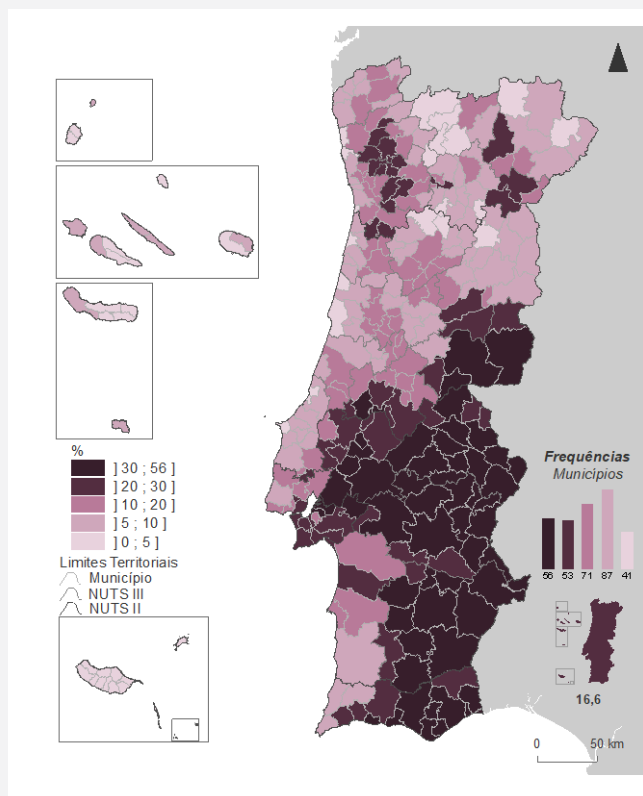 %
] 30 ; 56 ]
] 20 ; 30 ]
] 10 ; 20 ]
] 5 ; 10 ]
] 0 ; 5 ]
Limites Territoriais
Município
NUTS III
NUTS II
Frequências
Municípios
56 53 71 87 41
16,6
0 50 km